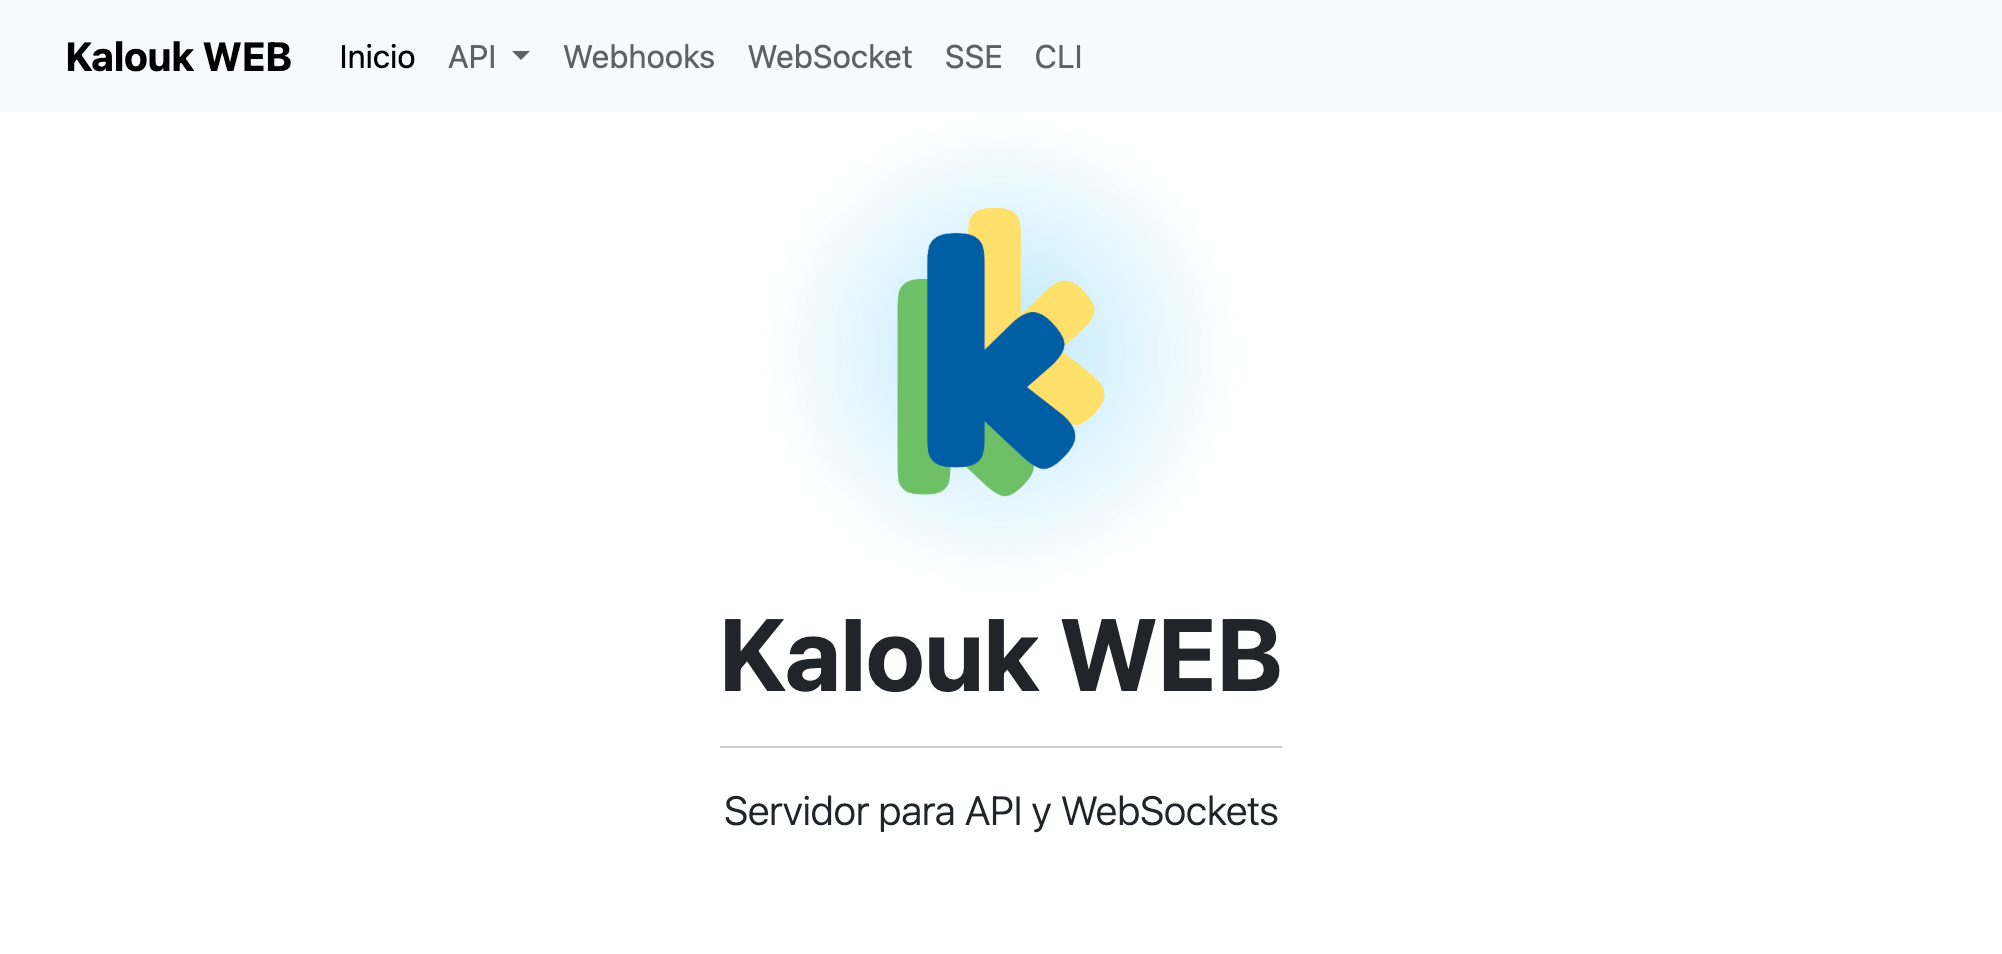 Kalouk WEB Inicio API Webhooks WebSocket SSE CLI
Kalouk WEB
Servidor para API y WebSockets